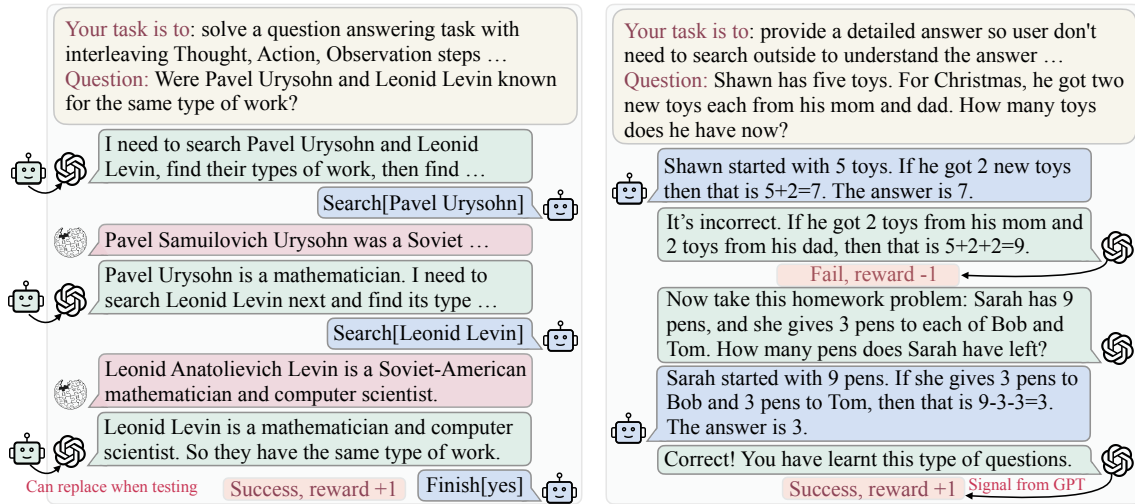 Your task is to: solve a question answering task with
interleaving Thought, Action, Observation steps …
Question: Were Pavel Urysohn and Leonid Levin known
for the same type of work?
I need to search Pavel Urysohn and Leonid
Levin, find their types of work, then find …
Search[Pavel Urysohn]
Pavel Samuilovich Urysohn was a Soviet …
Pavel Urysohn is a mathematician. I need to
search Leonid Levin next and find its type …
Search[Leonid Levin]
Leonid Anatolievich Levin is a Soviet-American
mathematician and computer scientist.
Leonid Levin is a mathematician and computer
scientist. So they have the same type of work.
Can replace when testing
Success, reward +1
Finish[yes]
Your task is to: provide a detailed answer so user don't
need to search outside to understand the answer …
Question: Shawn has five toys. For Christmas, he got two
new toys each from his mom and dad. How many toys
does he have now?
Shawn started with 5 toys. If he got 2 new toys
then that is 5+2=7. The answer is 7.
It's incorrect. If he got 2 toys from his mom and
2 toys from his dad, then that is 5+2+2=9.
Fail, reward -1
Now take this homework problem: Sarah has 9
pens, and she gives 3 pens to each of Bob and
Tom. How many pens does Sarah have left?
Sarah started with 9 pens. If she gives 3 pens to
Bob and 3 pens to Tom, then that is 9-3-3=3.
The answer is 3.
Correct! You have learnt this type of questions.
Success, reward +1
Signal from GPT